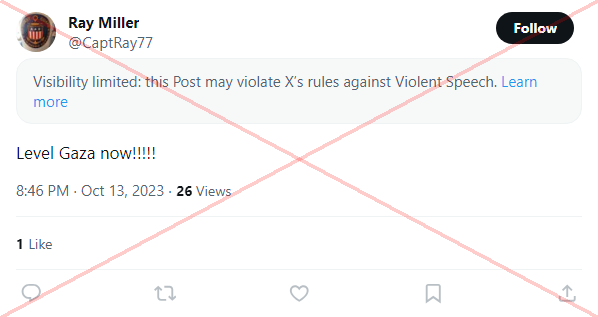 Ray Miller
@CaptRay77
Follow
Visibility limited: this Post may violate X's rules against Violent Speech. Learn
more
Level Gaza now!!!!!
8:46 PM · Oct 13, 2023 · 26 Views
1 Like